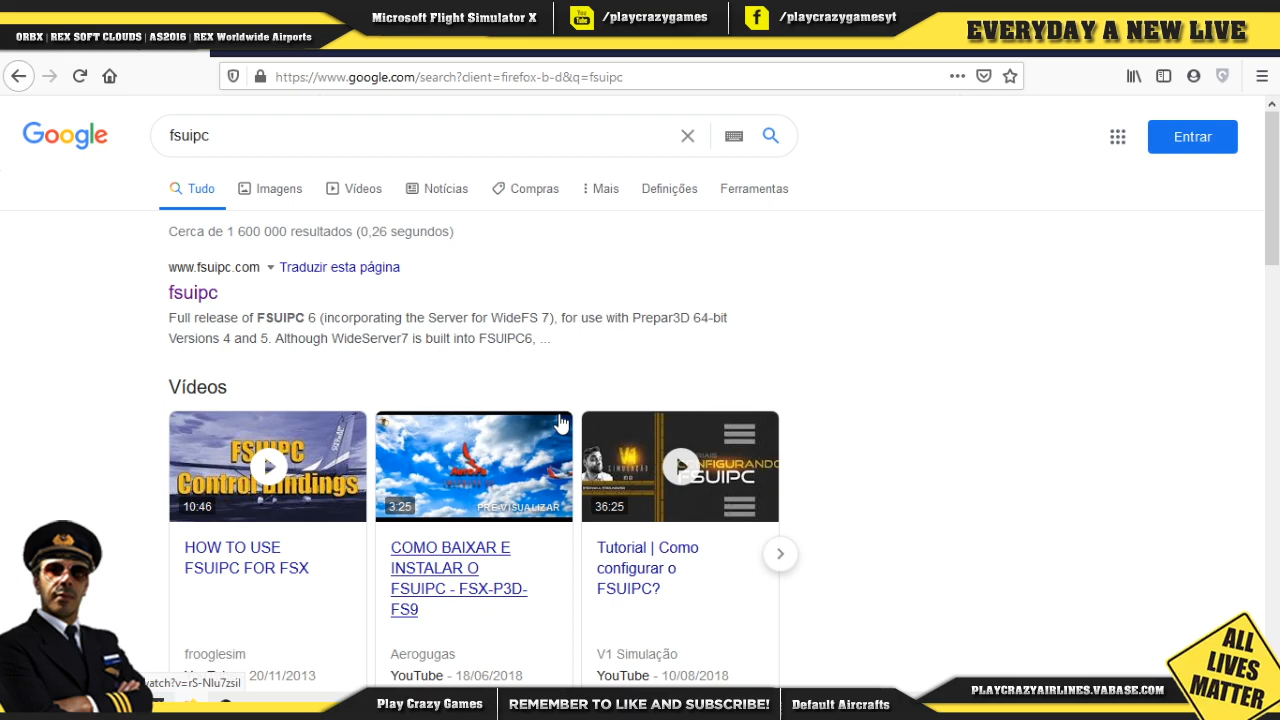 Microsoft Flight Simulator X
/playcrazygames
/playcrazygamesyt
ORBX | REX SOFT CLOUDS | AS2016 | REX Worldwide Airports
EVERYDAY A NEW LIVE
https://www.google.com/search?client=firefox-b-d&q=fsuipc
Google
fsuipc
Entrar
Tudo
Imagens
Vídeos
Notícias
Compras
Mais
Definições
Ferramentas
Cerca de 1 600 000 resultados (0,26 segundos)
www.fsuipc.com
Traduzir esta página
fsuipc
Full release of FSUIPC 6 (incorporating the Server for WideFS 7), for use with Prepar3D 64-bit
Versions 4 and 5. Although WideServer7 is built into FSUIPC6, ...
Vídeos
FSUIPC
Control Bindings
10:46
3:25
PRÉ-VISUALIZAR
V1
SIMULAÇÃO
CONFIGURANDO
FSUIPC
36:25
HOW TO USE
FSUIPC FOR FSX
frooglesim
20/11/2013
COMO BAIXAR E
INSTALAR O
FSUIPC - FSX-P3D-
FS9
Aerogugas
YouTube - 18/06/2018
Tutorial | Como
configurar o
FSUIPC?
V1 Simulação
YouTube - 10/08/2018
watch?v=rS-Nlu7zsiI
ALL
LIVES
MATTER
Play Crazy Games
REMEMBER TO LIKE AND SUBSCRIBE!
Default Aircrafts
PLAYCRAZYAIRLINES.VABASE.COM